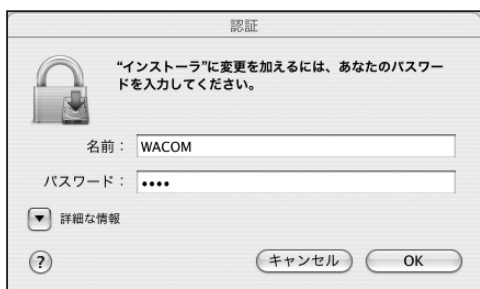 認証
“インストーラ”に変更を加えるには、あなたのパスワー
ドを入力してください。
名前： WACOM
パスワード： ••••
詳細な情報
? キャンセル OK